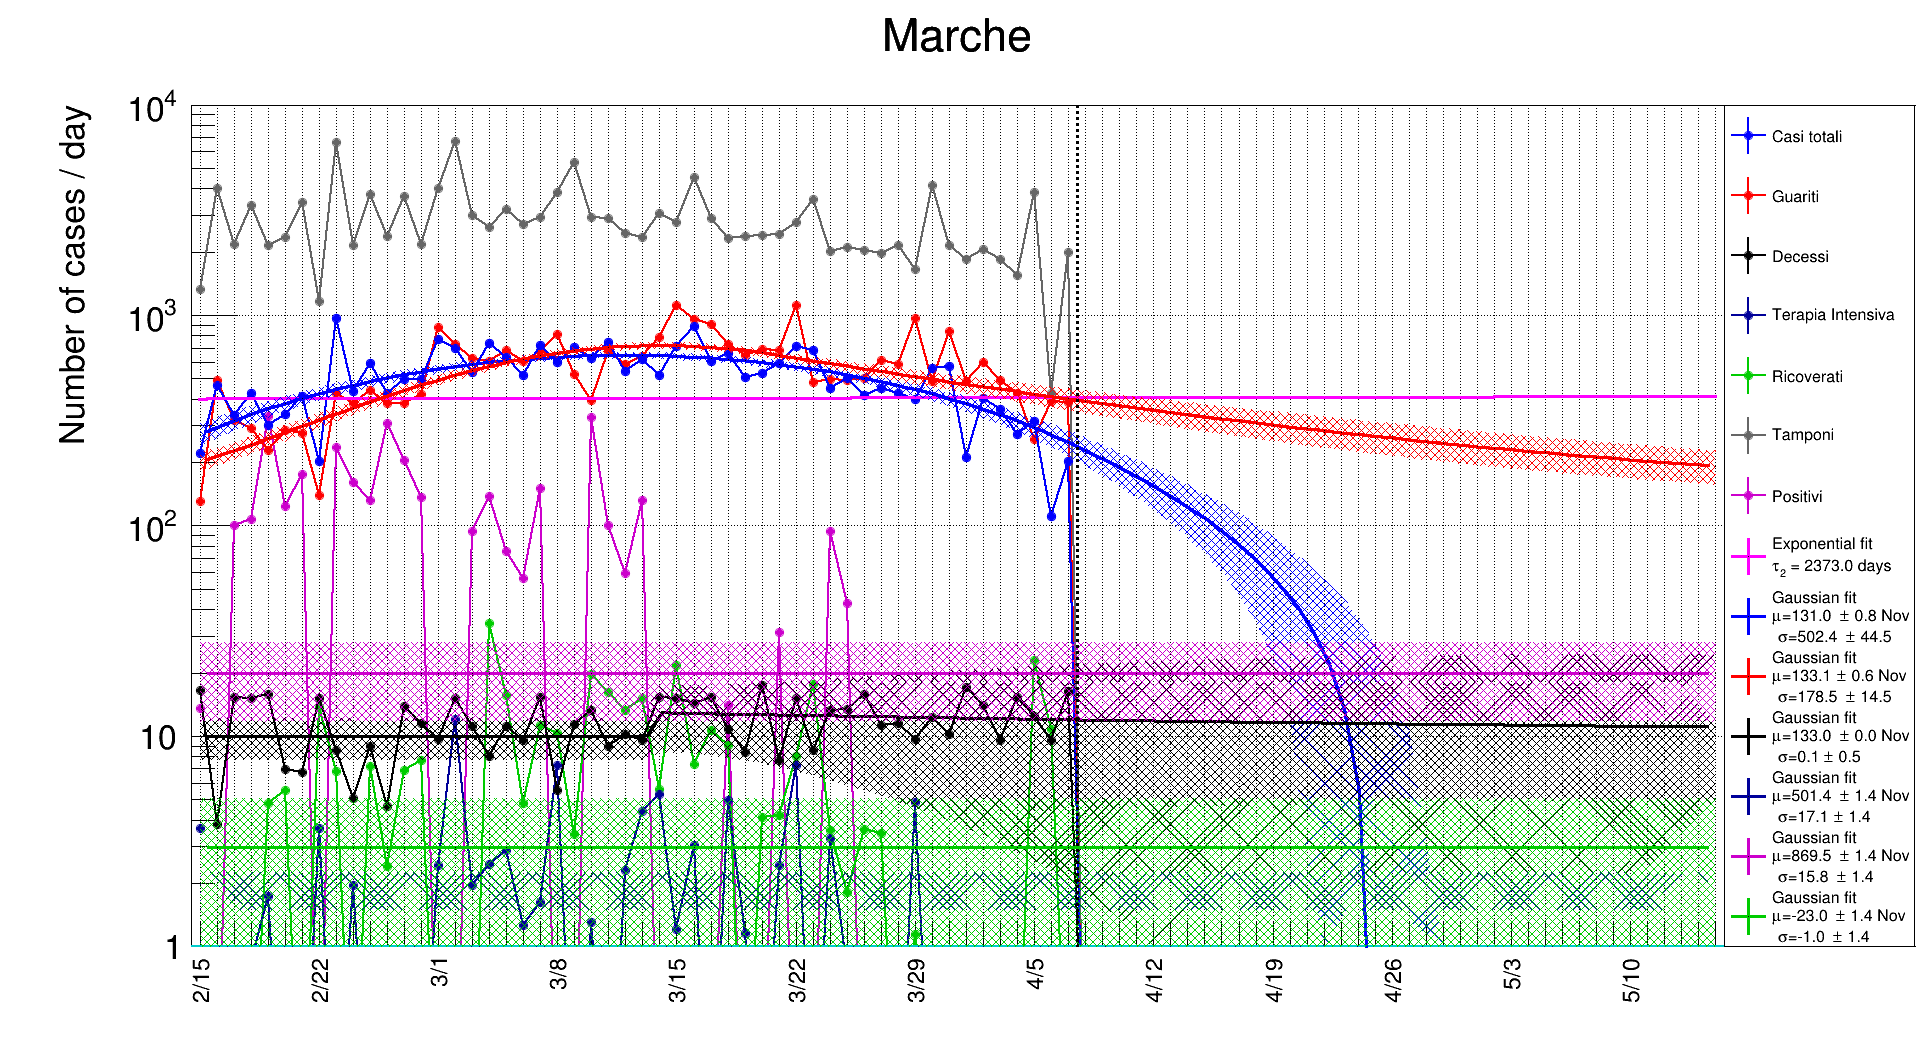 Marche
Number of cases / day
10⁴
10³
10²
10
1
2/15
2/22
3/1
3/8
3/15
3/22
3/29
4/5
4/12
4/19
4/26
5/3
5/10
Casi totali
Guariti
Decessi
Terapia Intensiva
Ricoverati
Tamponi
Positivi
Exponential fit
τ₂ = 2373.0 days
Gaussian fit
μ=131.0 ± 0.8 Nov
σ=502.4 ± 44.5
Gaussian fit
μ=133.1 ± 0.6 Nov
σ=178.5 ± 14.5
Gaussian fit
μ=133.0 ± 0.0 Nov
σ=0.1 ± 0.5
Gaussian fit
μ=501.4 ± 1.4 Nov
σ=17.1 ± 1.4
Gaussian fit
μ=869.5 ± 1.4 Nov
σ=15.8 ± 1.4
Gaussian fit
μ=-23.0 ± 1.4 Nov
σ=-1.0 ± 1.4